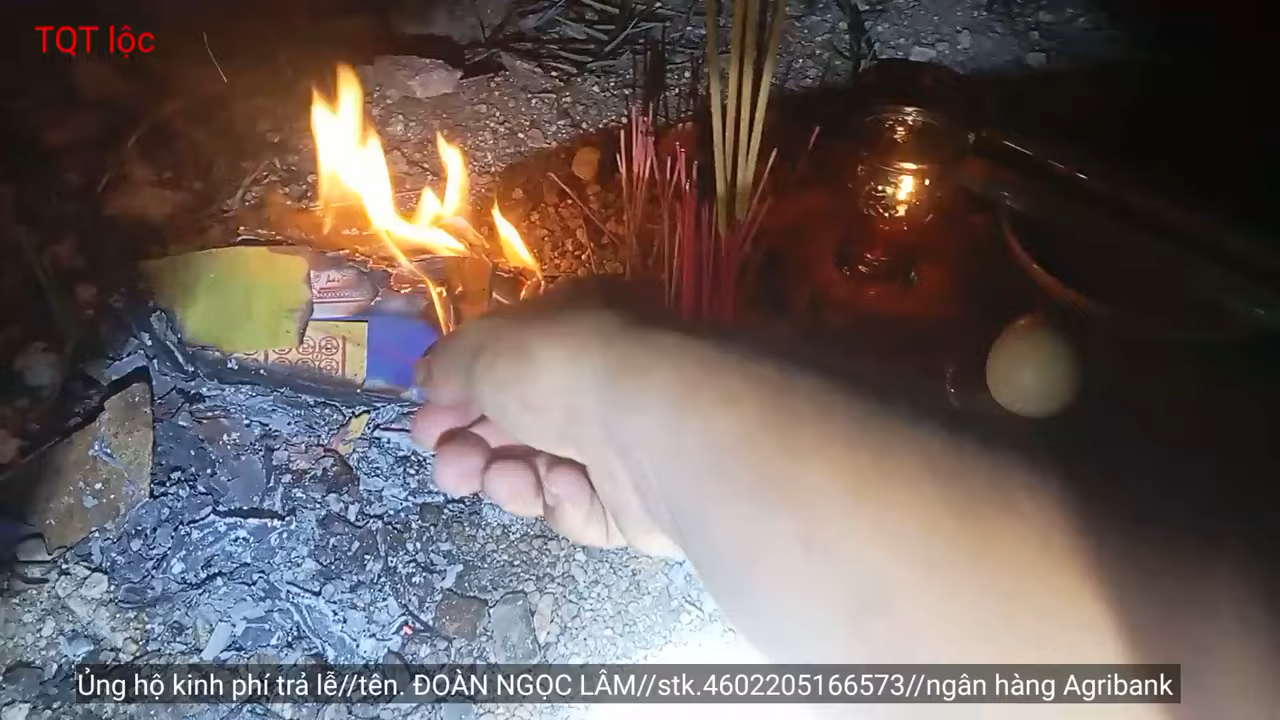 TQT lộc
Ủng hộ kinh phí trả lễ//tên. ĐOÀN NGỌC LÂM//stk.4602205166573//ngân hàng Agribank